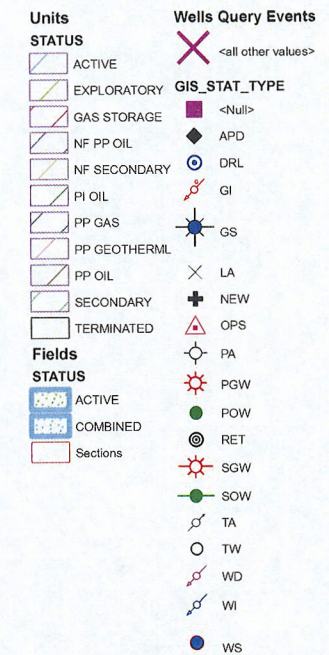 Units
STATUS
ACTIVE
EXPLORATORY
GAS STORAGE
NF PP OIL
NF SECONDARY
PI OIL
PP GAS
PP GEOTHERML
PP OIL
SECONDARY
TERMINATED
Fields
STATUS
ACTIVE
COMBINED
Sections
Wells Query Events
<all other values>
GIS_STAT_TYPE
<Null>
APD
DRL
GI
GS
LA
NEW
OPS
PA
PGW
POW
RET
SGW
SOW
TA
TW
WD
WI
WS